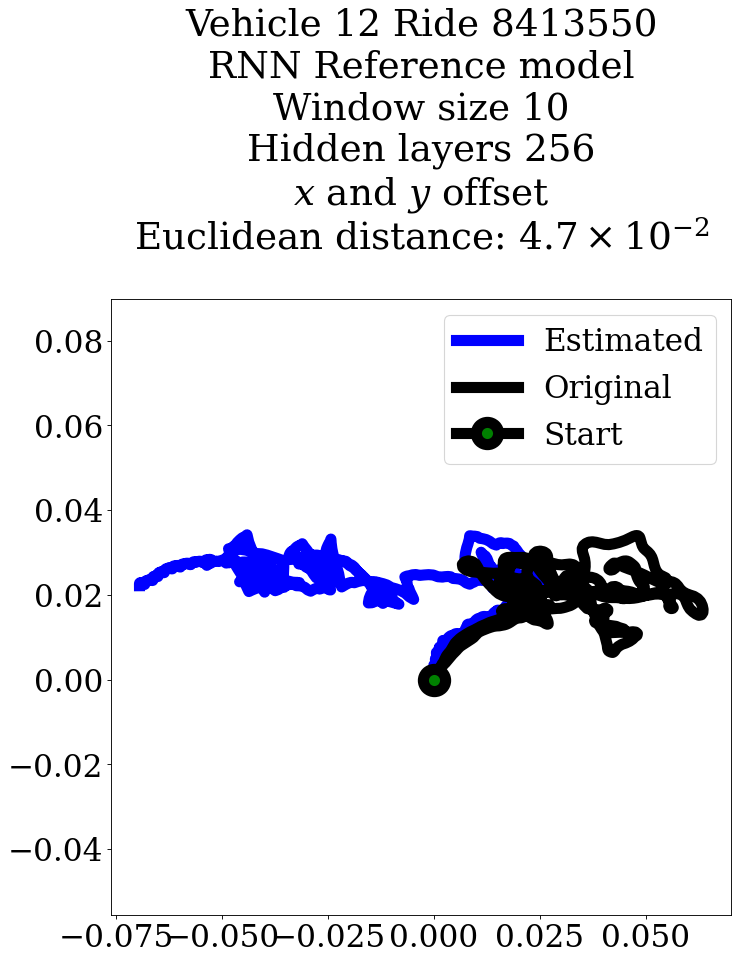 Vehicle 12 Ride 8413550
RNN Reference model
Window size 10
Hidden layers 256
x and y offset
Euclidean distance: 4.7 × 10⁻²
Estimated
Original
Start
0.08
0.06
0.04
0.02
0.00
−0.02
−0.04
−0.075 −0.050 −0.025 0.000 0.025 0.050